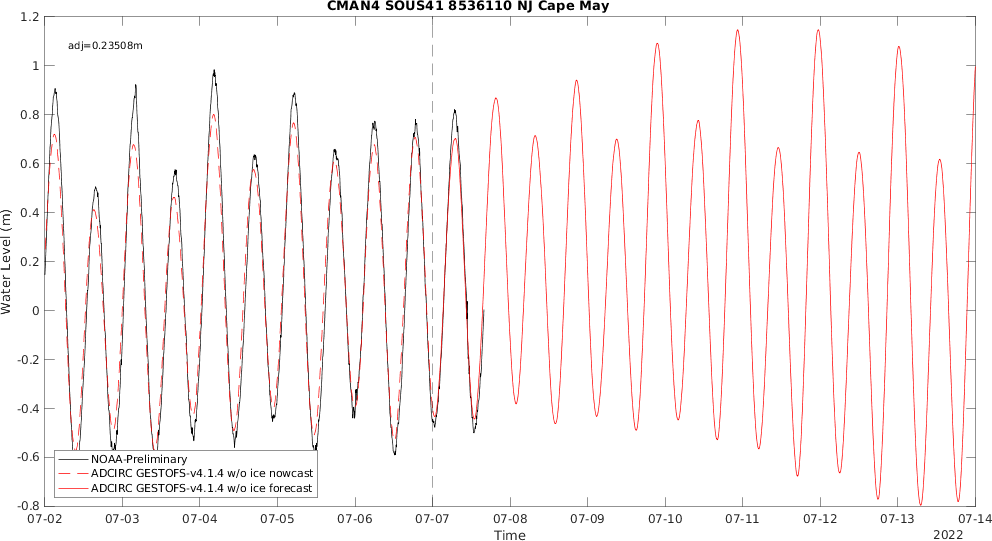 CMAN4 SOUS41 8536110 NJ Cape May
1.2
adj=0.23508m
1
0.8
0.6
0.4
0.2
0
-0.2
-0.4
-0.6
-0.8
Water Level (m)
NOAA-Preliminary
ADCIRC GESTOFS-v4.1.4 w/o ice nowcast
ADCIRC GESTOFS-v4.1.4 w/o ice forecast
07-02 07-03 07-04 07-05 07-06 07-07 07-08 07-09 07-10 07-11 07-12 07-13 07-14
Time
2022